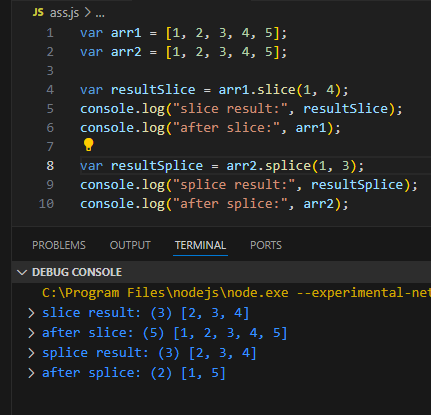 JS ass.js > ...
1 var arr1 = [1, 2, 3, 4, 5];
2 var arr2 = [1, 2, 3, 4, 5];
3
4 var resultSlice = arr1.slice(1, 4);
5 console.log("slice result:", resultSlice);
6 console.log("after slice:", arr1);
7
8 var resultSplice = arr2.splice(1, 3);
9 console.log("splice result:", resultSplice);
10 console.log("after splice:", arr2);
PROBLEMS OUTPUT TERMINAL PORTS
DEBUG CONSOLE
C:\Program Files\nodejs\node.exe --experimental-net
> slice result: (3) [2, 3, 4]
> after slice: (5) [1, 2, 3, 4, 5]
> splice result: (3) [2, 3, 4]
> after splice: (2) [1, 5]